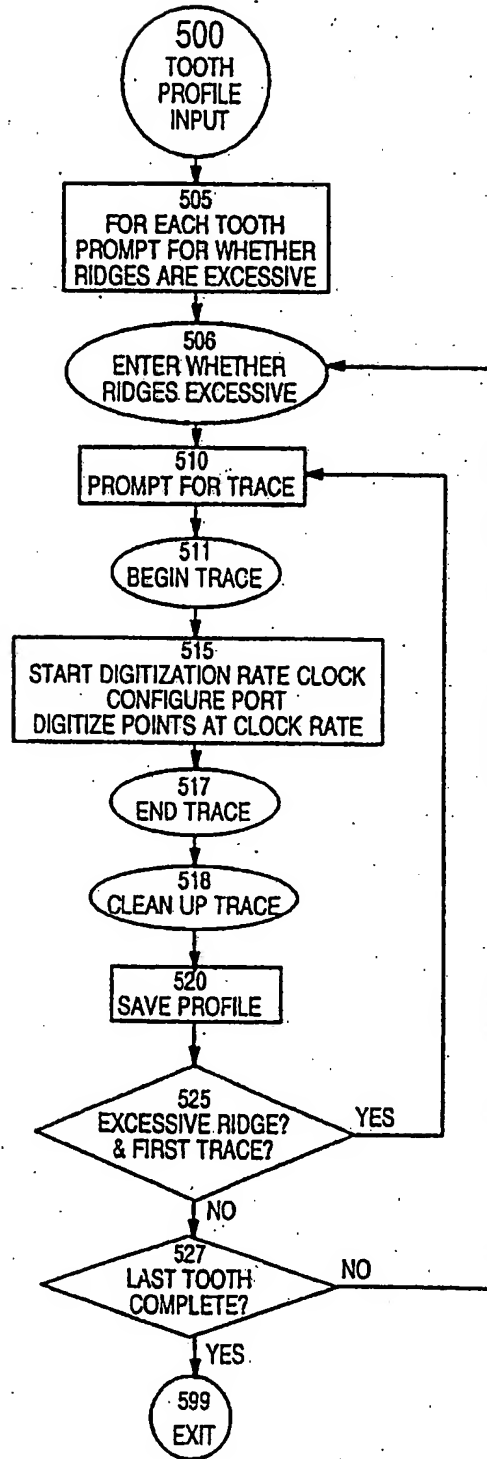 500
TOOTH
PROFILE
INPUT
505
FOR EACH TOOTH
PROMPT FOR WHETHER
RIDGES ARE EXCESSIVE
506
ENTER WHETHER
RIDGES EXCESSIVE
510
PROMPT FOR TRACE
511
BEGIN TRACE
515
START DIGITIZATION RATE CLOCK
CONFIGURE PORT
DIGITIZE POINTS AT CLOCK RATE
517
END TRACE
518
CLEAN UP TRACE
520
SAVE PROFILE
525
EXCESSIVE RIDGE?
& FIRST TRACE?
YES
NO
527
LAST TOOTH
COMPLETE?
NO
YES
599
EXIT